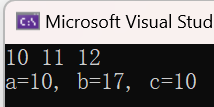 Microsoft Visual Stud
10 11 12
a=10, b=17, c=10